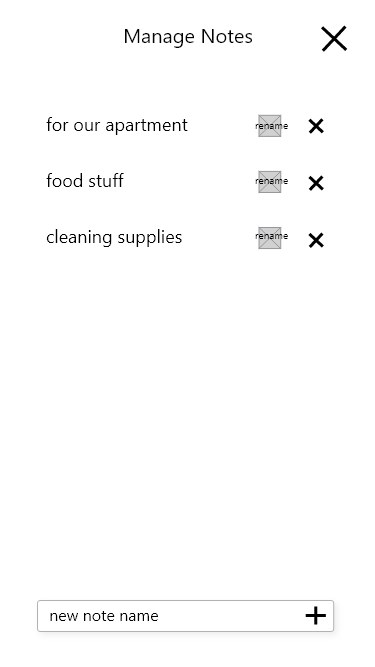 Manage Notes
for our apartment rename
food stuff rename
cleaning supplies rename
new note name